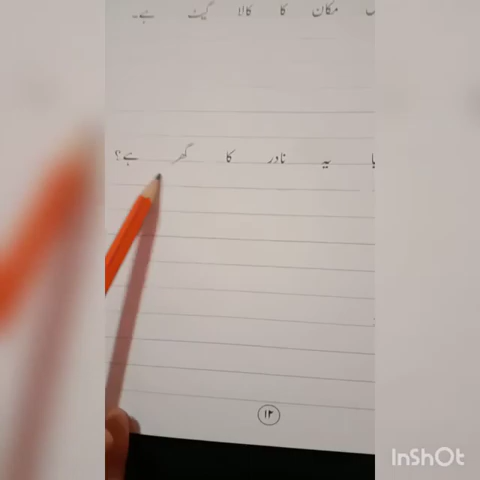 مکان کا کالا گیٹ ہے۔
یہ نادر کا گھر ہے؟
۱۲
InShOt